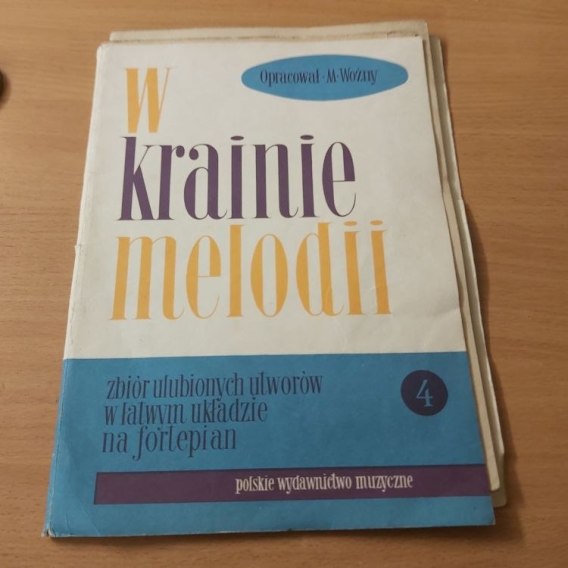 Opracował · M · Woźny
W
krainie
melodii
zbiór ulubionych utworów
w łatwym układzie
na fortepian
4
polskie wydawnictwo muzyczne